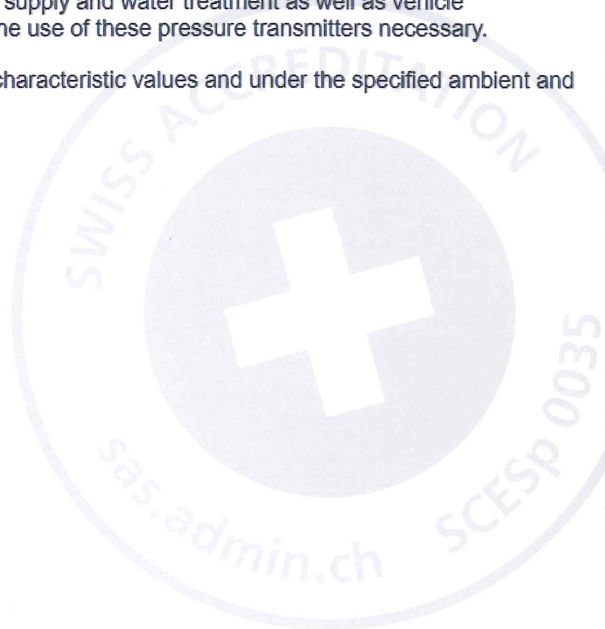 supply and water treatment as well as vehicle
he use of these pressure transmitters necessary.
characteristic values and under the specified ambient and
SWISS ACCREDITATION
sas.admin.ch
SCESp 0035